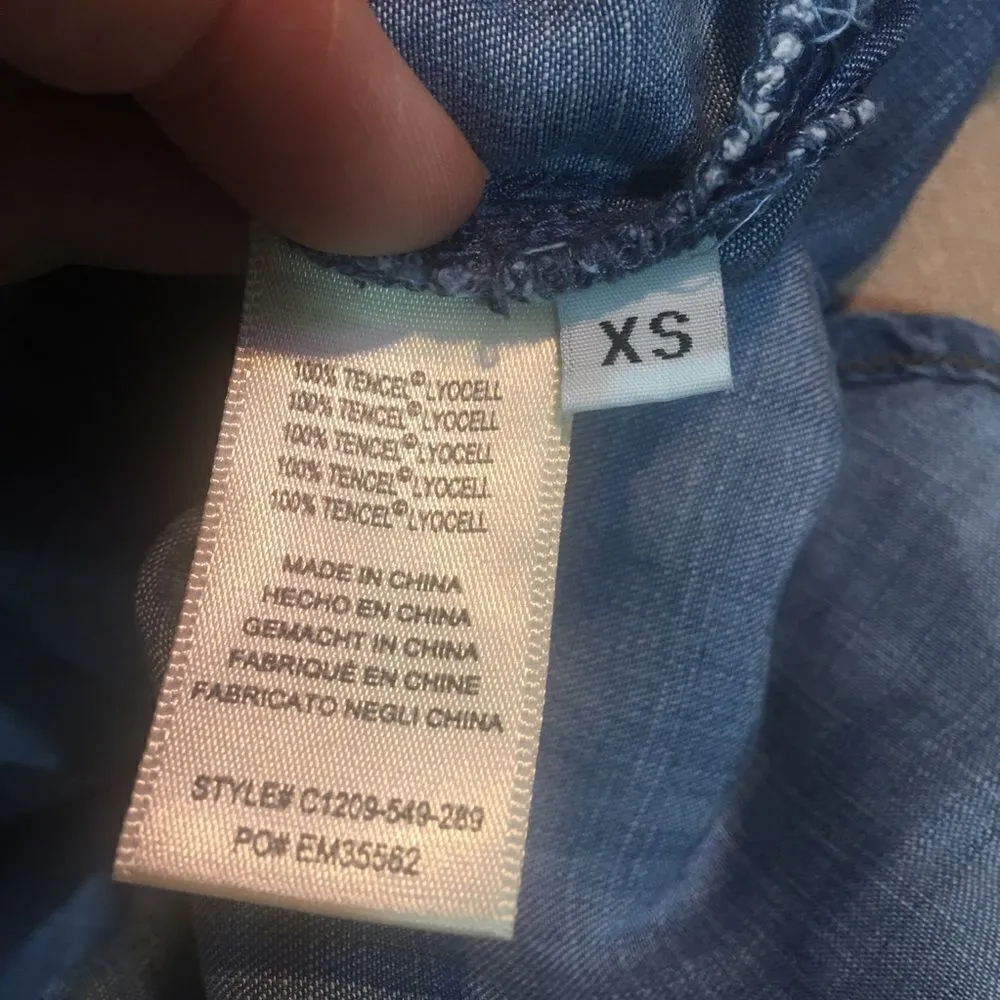 XS
100% TENCEL® LYOCELL
100% TENCEL® LYOCELL
100% TENCEL® LYOCELL
100% TENCEL® LYOCELL
100% TENCEL® LYOCELL
MADE IN CHINA
HECHO EN CHINA
GEMACHT IN CHINA
FABRIQUÉ EN CHINE
FABRICATO NEGLI CHINA
STYLE# C1209-549-289
PO# EM35562